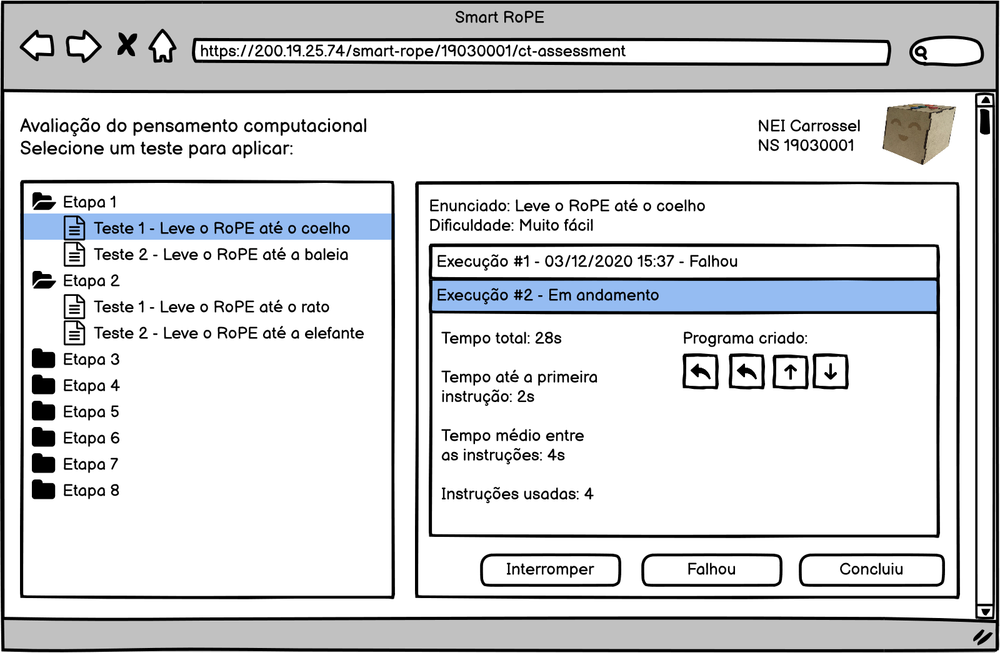 Smart RoPE
https://200.19.25.74/smart-rope/19030001/ct-assessment
Avaliação do pensamento computacional
Selecione um teste para aplicar:
NEI Carrossel
NS 19030001
Etapa 1
Teste 1 - Leve o RoPE até o coelho
Teste 2 - Leve o RoPE até a baleia
Etapa 2
Teste 1 - Leve o RoPE até o rato
Teste 2 - Leve o RoPE até a elefante
Etapa 3
Etapa 4
Etapa 5
Etapa 6
Etapa 7
Etapa 8
Enunciado: Leve o RoPE até o coelho
Dificuldade: Muito fácil
Execução #1 - 03/12/2020 15:37 - Falhou
Execução #2 - Em andamento
Tempo total: 28s
Tempo até a primeira
instrução: 2s
Tempo médio entre
as instruções: 4s
Instruções usadas: 4
Programa criado:
Interromper
Falhou
Concluiu